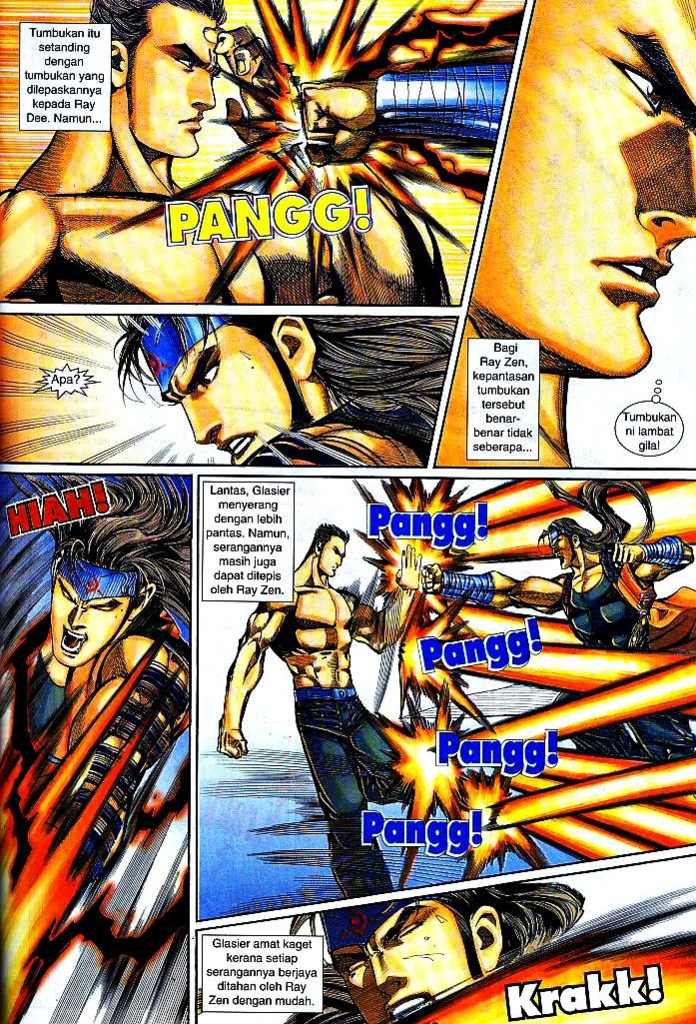 Tumbukan itu
setanding
dengan
tumbukan yang
dilepaskannya
kepada Ray
Dee. Namun...
PANGG!
Bagi
Ray Zen,
kepantasan
tumbukan
tersebut
benar-
benar tidak
seberapa...
Tumbukan
ni lambat
gila!
Apa?
HIAH!
Lantas, Glasier
menyerang
dengan lebih
pantas. Namun,
serangannya
masih juga
dapat ditepis
oleh Ray Zen.
Pangg!
Pangg!
Pangg!
Pangg!
Glasier amat kaget
kerana setiap
serangannya berjaya
ditahan oleh Ray
Zen dengan mudah.
Krakk!